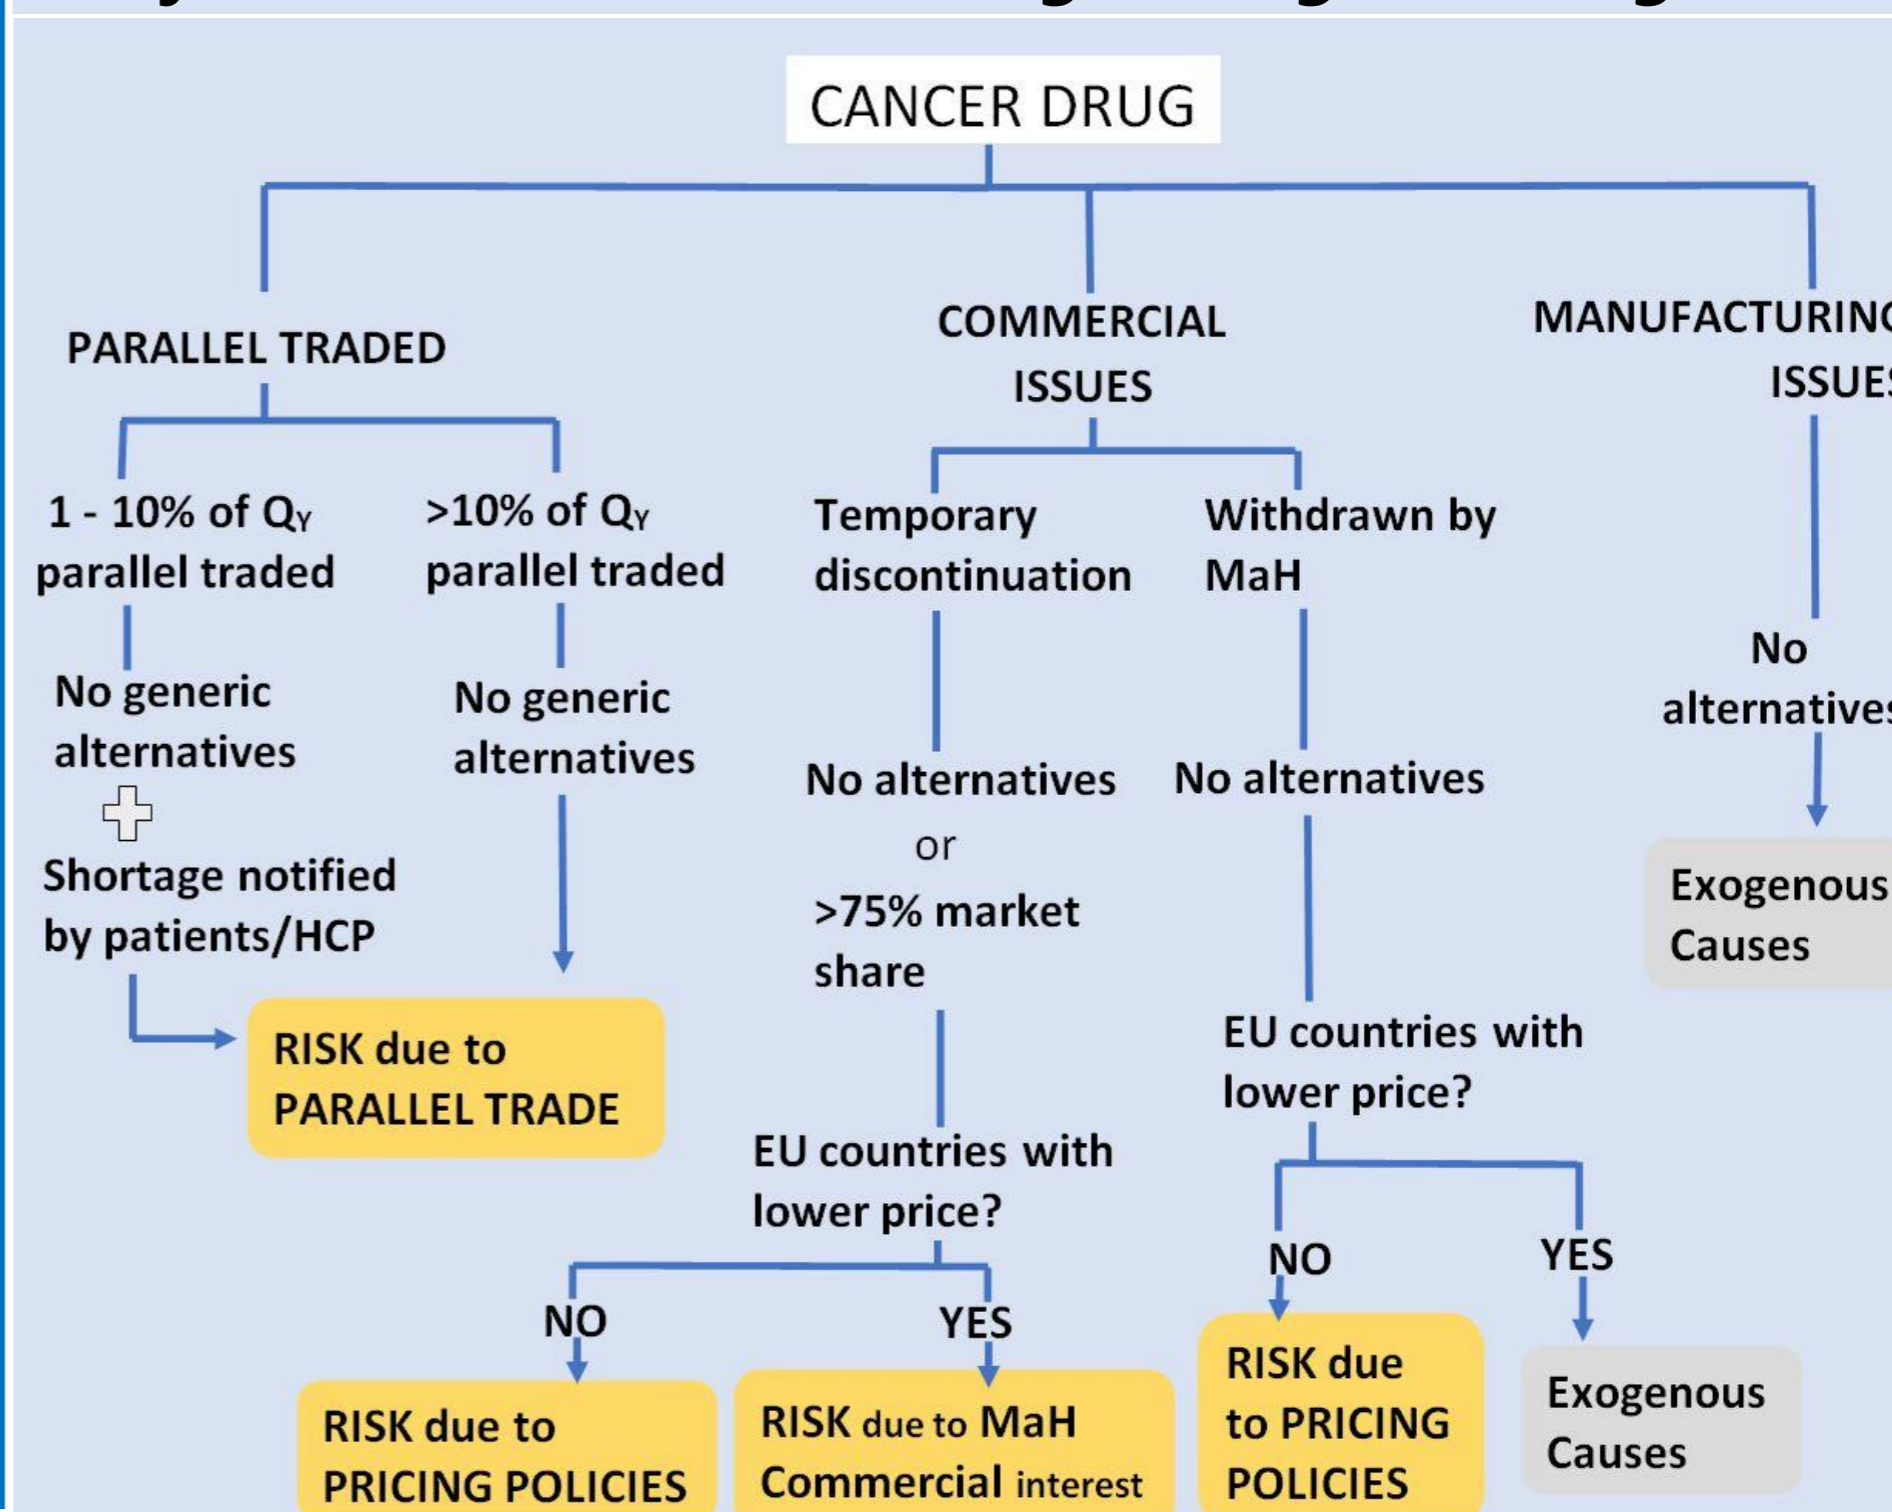 CANCER DRUG
PARALLEL TRADED
COMMERCIAL
ISSUES
MANUFACTURING
ISSUES
1 - 10% of QY
parallel traded
>10% of QY
parallel traded
Temporary
discontinuation
Withdrawn by
MaH
No generic
alternatives
No generic
alternatives
No alternatives
or
>75% market
share
No alternatives
No
alternatives
Shortage notified
by patients/HCP
Exogenous
Causes
RISK due to
PARALLEL TRADE
EU countries with
lower price?
EU countries with
lower price?
NO
YES
NO
YES
RISK due to
PRICING POLICIES
RISK due to MaH
Commercial interest
RISK due
to PRICING
POLICIES
Exogenous
Causes